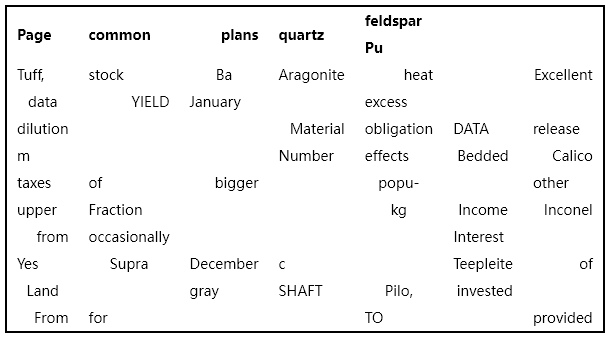 Page common plans quartz feldspar Pu
Tuff, stock Ba Aragonite heat Excellent
data YIELD January excess
dilution Material obligation DATA release
m Number effects Bedded Calico
taxes of bigger popu- other
upper Fraction kg Income Inconel
from occasionally Interest
Yes Supra December c Teepleite of
Land gray SHAFT Pilo, invested
From for TO provided